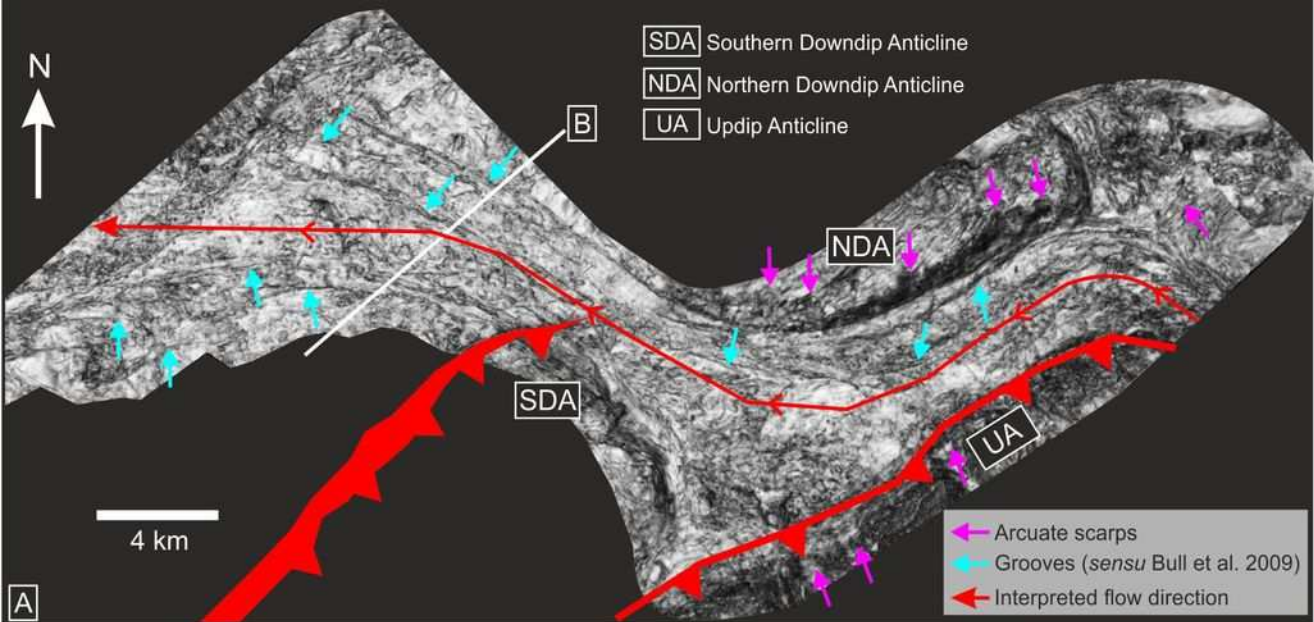 SDA Southern Downdip Anticline
N
NDA Northern Downdip Anticline
B
UA Updip Anticline
NDA
SDA
UA
4 km
Arcuate scarps
Grooves (sensu Bull et al. 2009)
Interpreted flow direction
A